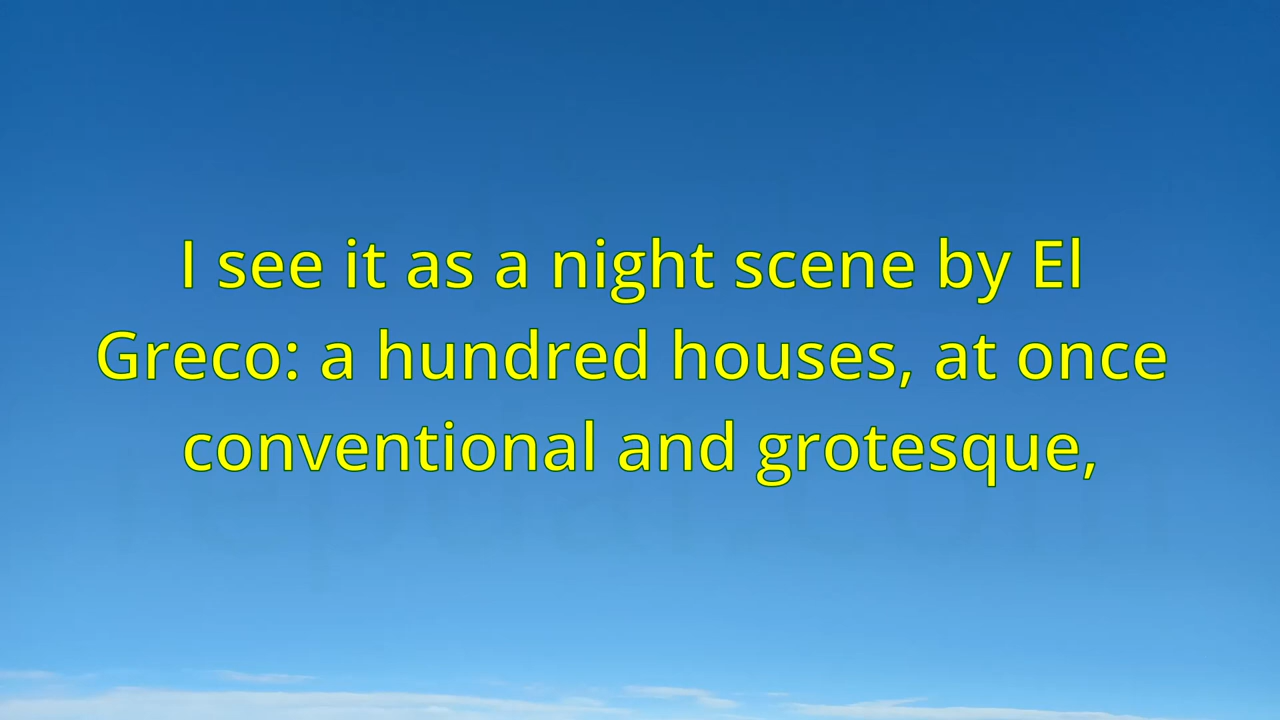 I see it as a night scene by El
Greco: a hundred houses, at once
conventional and grotesque,